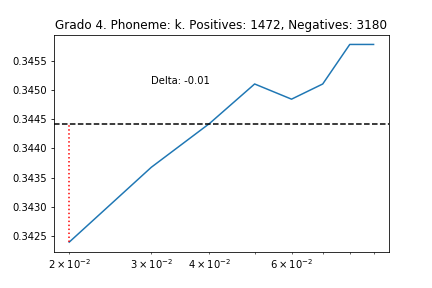 Grado 4. Phoneme: k. Positives: 1472, Negatives: 3180
0.3455
Delta: -0.01
0.3450
0.3445
0.3440
0.3435
0.3430
0.3425
2 × 10⁻² 3 × 10⁻² 4 × 10⁻² 6 × 10⁻²